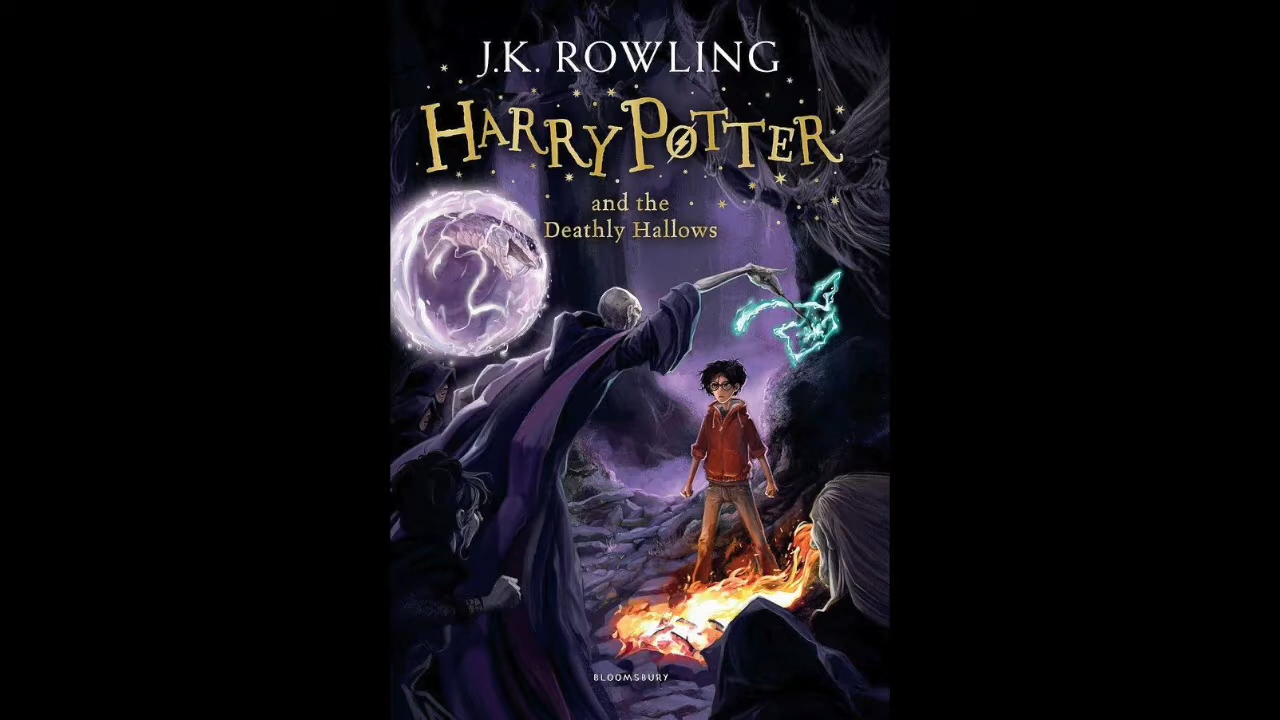 J.K. ROWLING
HARRY POTTER
and the
Deathly Hallows
BLOOMSBURY